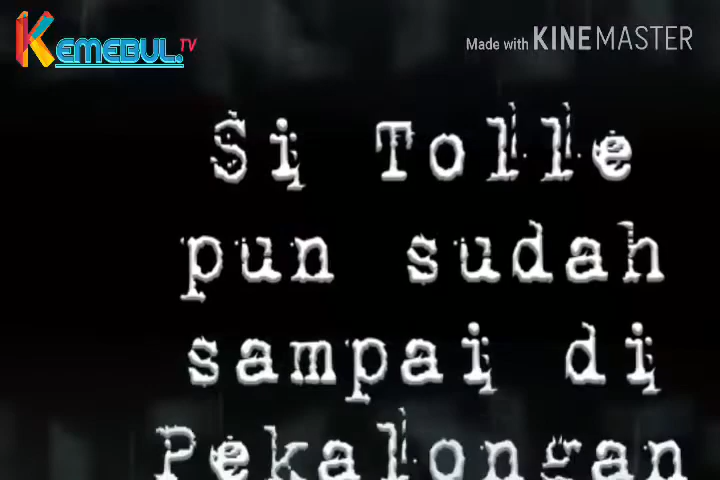 KEMEBUL.TV
Made with KINEMASTER
Si Tolle
pun sudah
sampai di
Pekalongan